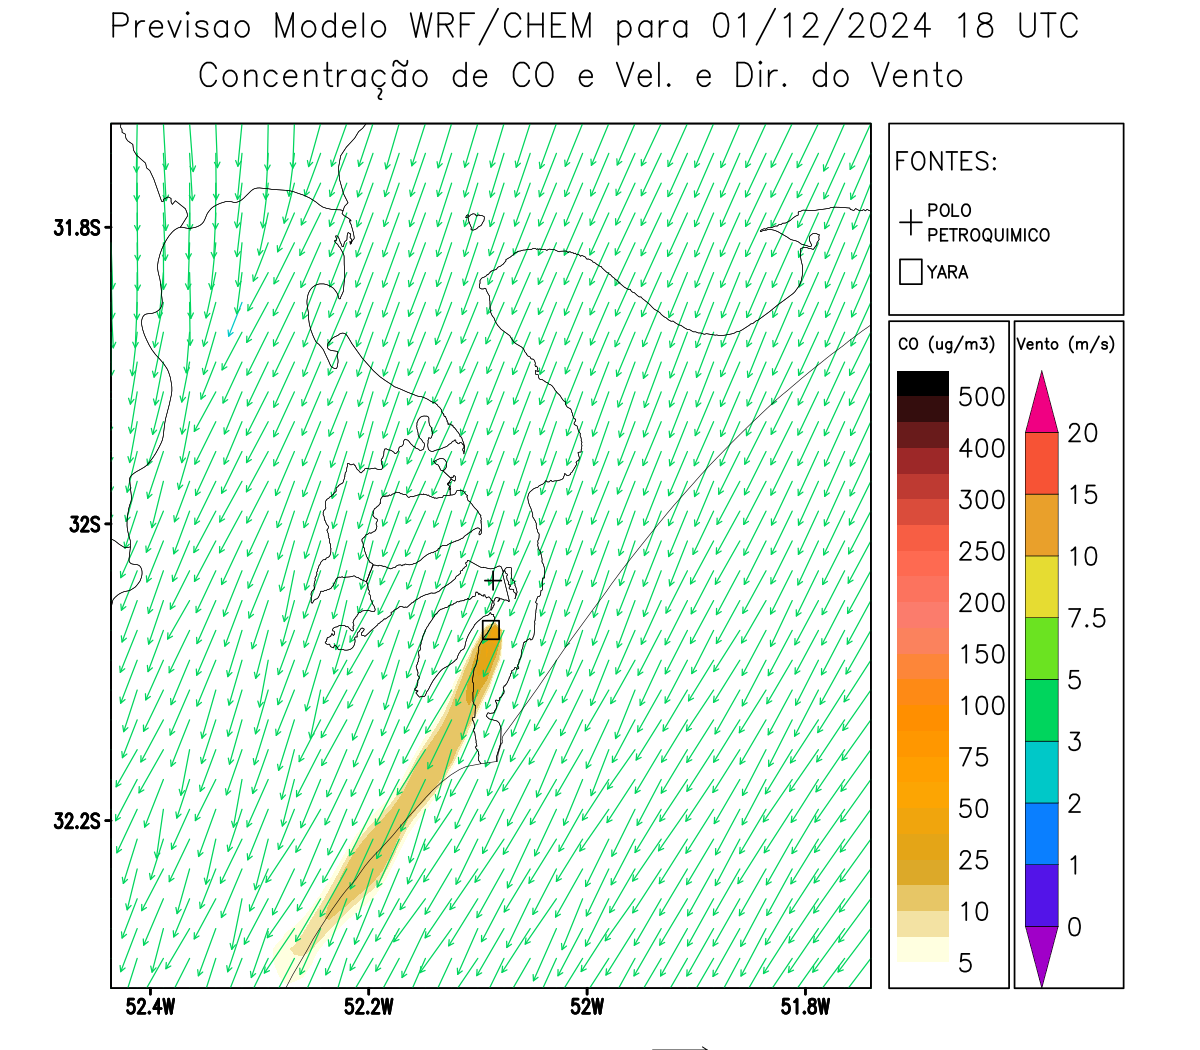 Previsao Modelo WRF/CHEM para 01/12/2024 18 UTC
Concentração de CO e Vel. e Dir. do Vento
FONTES:
POLO
PETROQUIMICO
YARA
CO (ug/m3)
500
400
300
250
200
150
100
75
50
25
10
5
Vento (m/s)
20
15
10
7.5
5
3
2
1
0
31.8S
32S
32.2S
52.4W
52.2W
52W
51.8W